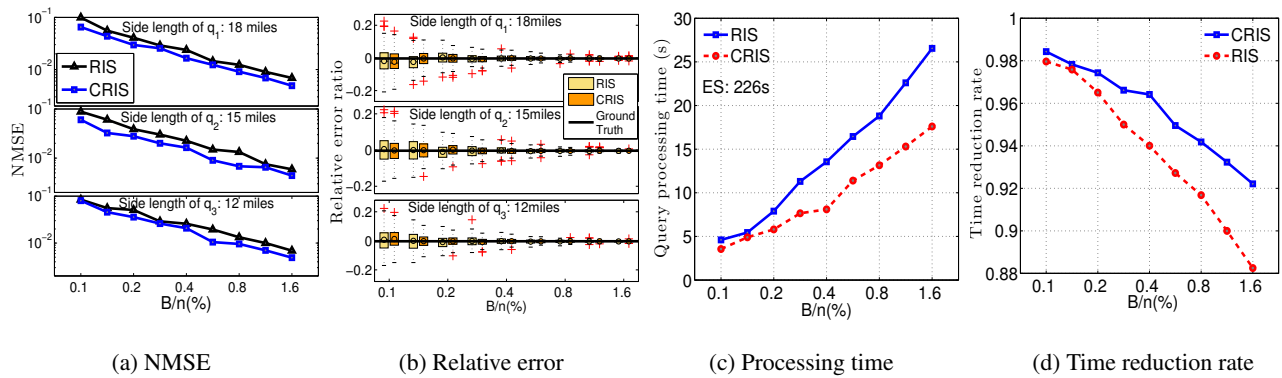 Side length of q1: 18 miles
RIS
CRIS
Side length of q2: 15 miles
Side length of q3: 12 miles
NMSE
10−1
10−2
10−1
10−2
10−1
10−2
0.1 0.2 0.4 0.8 1.6
B/n(%)
(a) NMSE
Side length of q1: 18miles
RIS
CRIS
Ground
Truth
Side length of q2: 15miles
Side length of q3: 12miles
Relative error ratio
0.2
0
−0.2
0.2
0
−0.2
0.2
0
−0.2
0.1 0.2 0.4 0.8 1.6
B/n(%)
(b) Relative error
RIS
CRIS
ES: 226s
Query processing time (s)
30
25
20
15
10
5
0
0.1 0.2 0.4 0.8 1.6
B/n(%)
(c) Processing time
CRIS
RIS
Time reduction rate
1
0.98
0.96
0.94
0.92
0.9
0.88
0.1 0.2 0.4 0.8 1.6
B/n(%)
(d) Time reduction rate